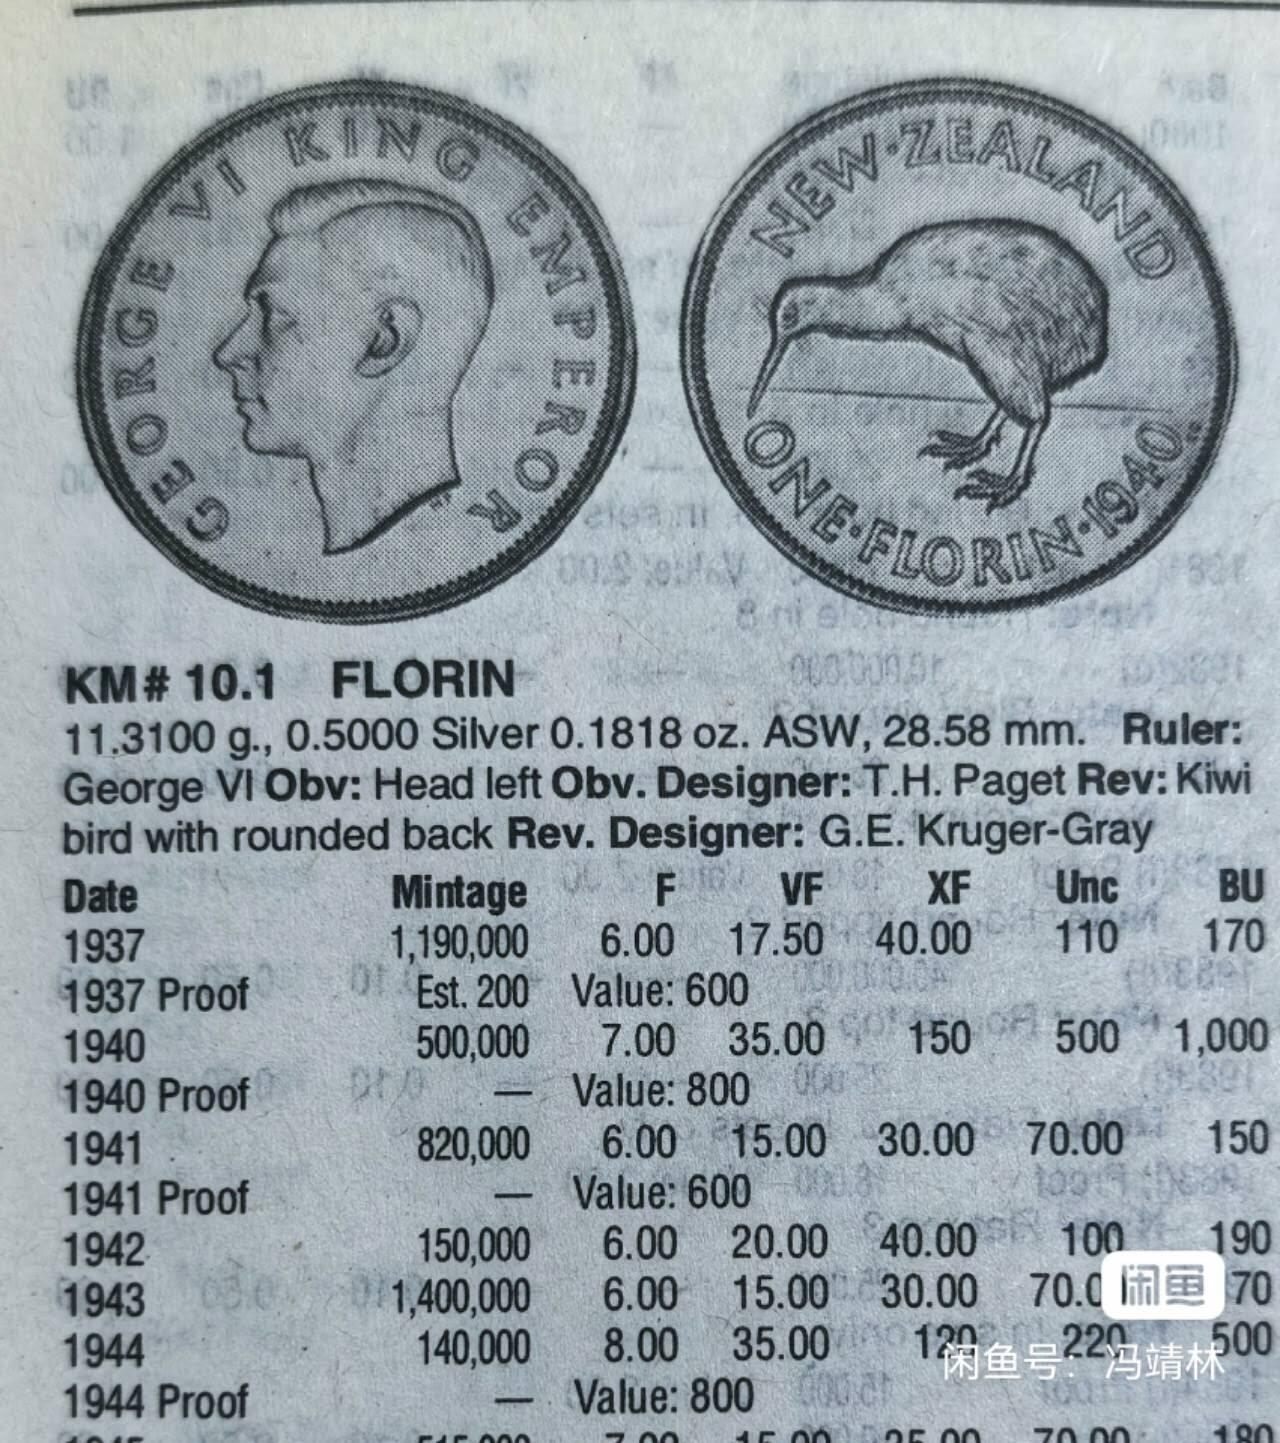 GEORGE VI KING EMPEROR
NEW·ZEALAND
ONE·FLORIN·1940
KM# 10.1 FLORIN
11.3100 g., 0.5000 Silver 0.1818 oz. ASW, 28.58 mm. Ruler:
George VI Obv: Head left Obv. Designer: T.H. Paget Rev: Kiwi
bird with rounded back Rev. Designer: G.E. Kruger-Gray
Date Mintage F VF XF Unc BU
1937 1,190,000 6.00 17.50 40.00 110 170
1937 Proof Est. 200 Value: 600
1940 500,000 7.00 35.00 150 500 1,000
1940 Proof — Value: 800
1941 820,000 6.00 15.00 30.00 70.00 150
1941 Proof — Value: 600
1942 150,000 6.00 20.00 40.00 100 190
1943 1,400,000 6.00 15.00 30.00 70.0 70
闲鱼
1944 140,000 8.00 35.00 120 220 500
闲鱼号：冯靖林
1944 Proof — Value: 800